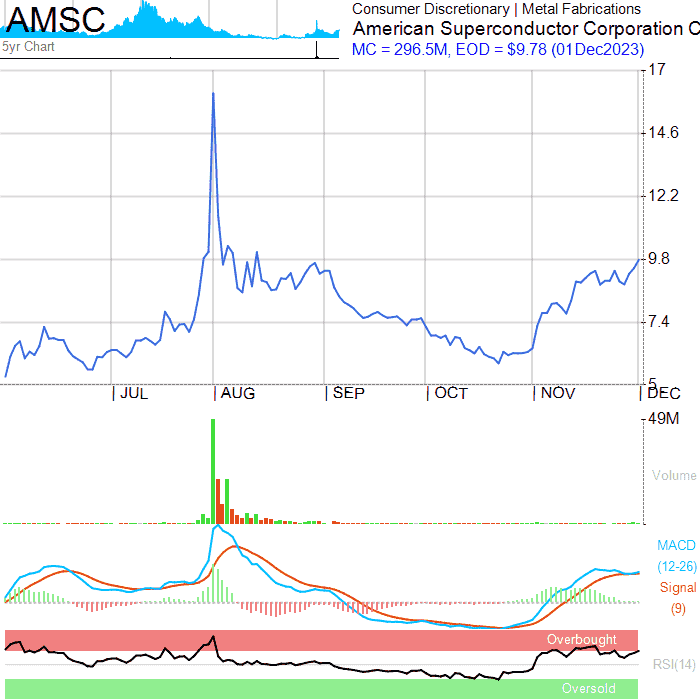 AMSC
5yr Chart
Consumer Discretionary | Metal Fabrications
American Superconductor Corporation C
MC = 296.5M, EOD = $9.78 (01Dec2023)
17
14.6
12.2
9.8
7.4
5
JUL AUG SEP OCT NOV DEC
49M
Volume
MACD
(12-26)
Signal
(9)
Overbought
RSI(14)
Oversold